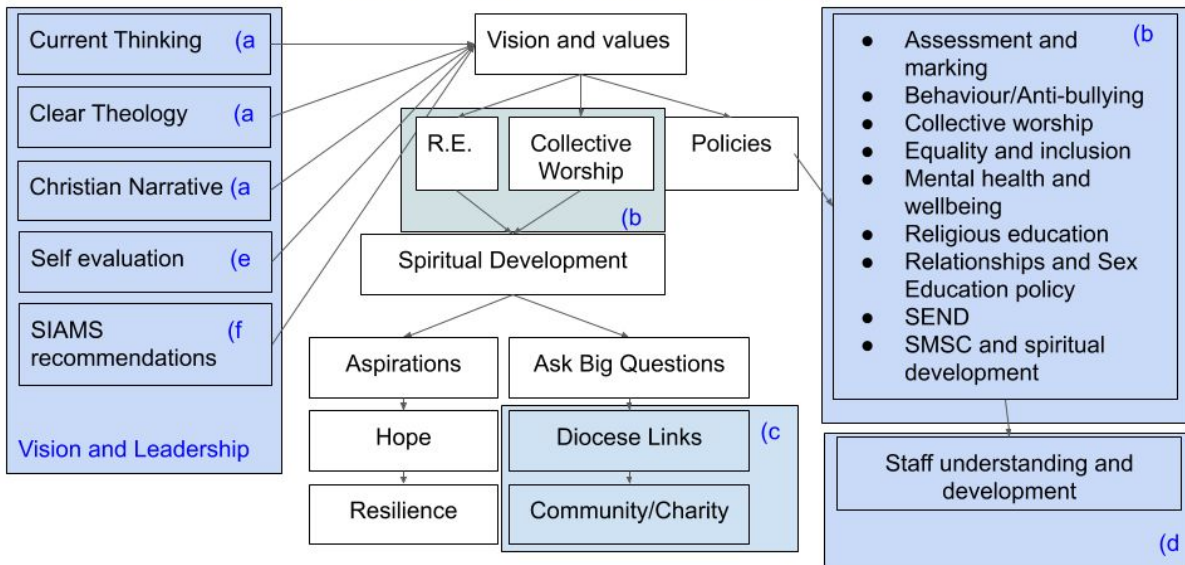 Current Thinking (a
Clear Theology (a
Christian Narrative (a
Self evaluation (e
SIAMS (f
recommendations
Vision and Leadership
Vision and values
R.E.
Collective
Worship
Policies
(b
Spiritual Development
Aspirations
Ask Big Questions
Hope
Diocese Links
(c
Resilience
Community/Charity
(b
● Assessment and
marking
● Behaviour/Anti-bullying
● Collective worship
● Equality and inclusion
● Mental health and
wellbeing
● Religious education
● Relationships and Sex
Education policy
● SEND
● SMSC and spiritual
development
Staff understanding and
development
(d